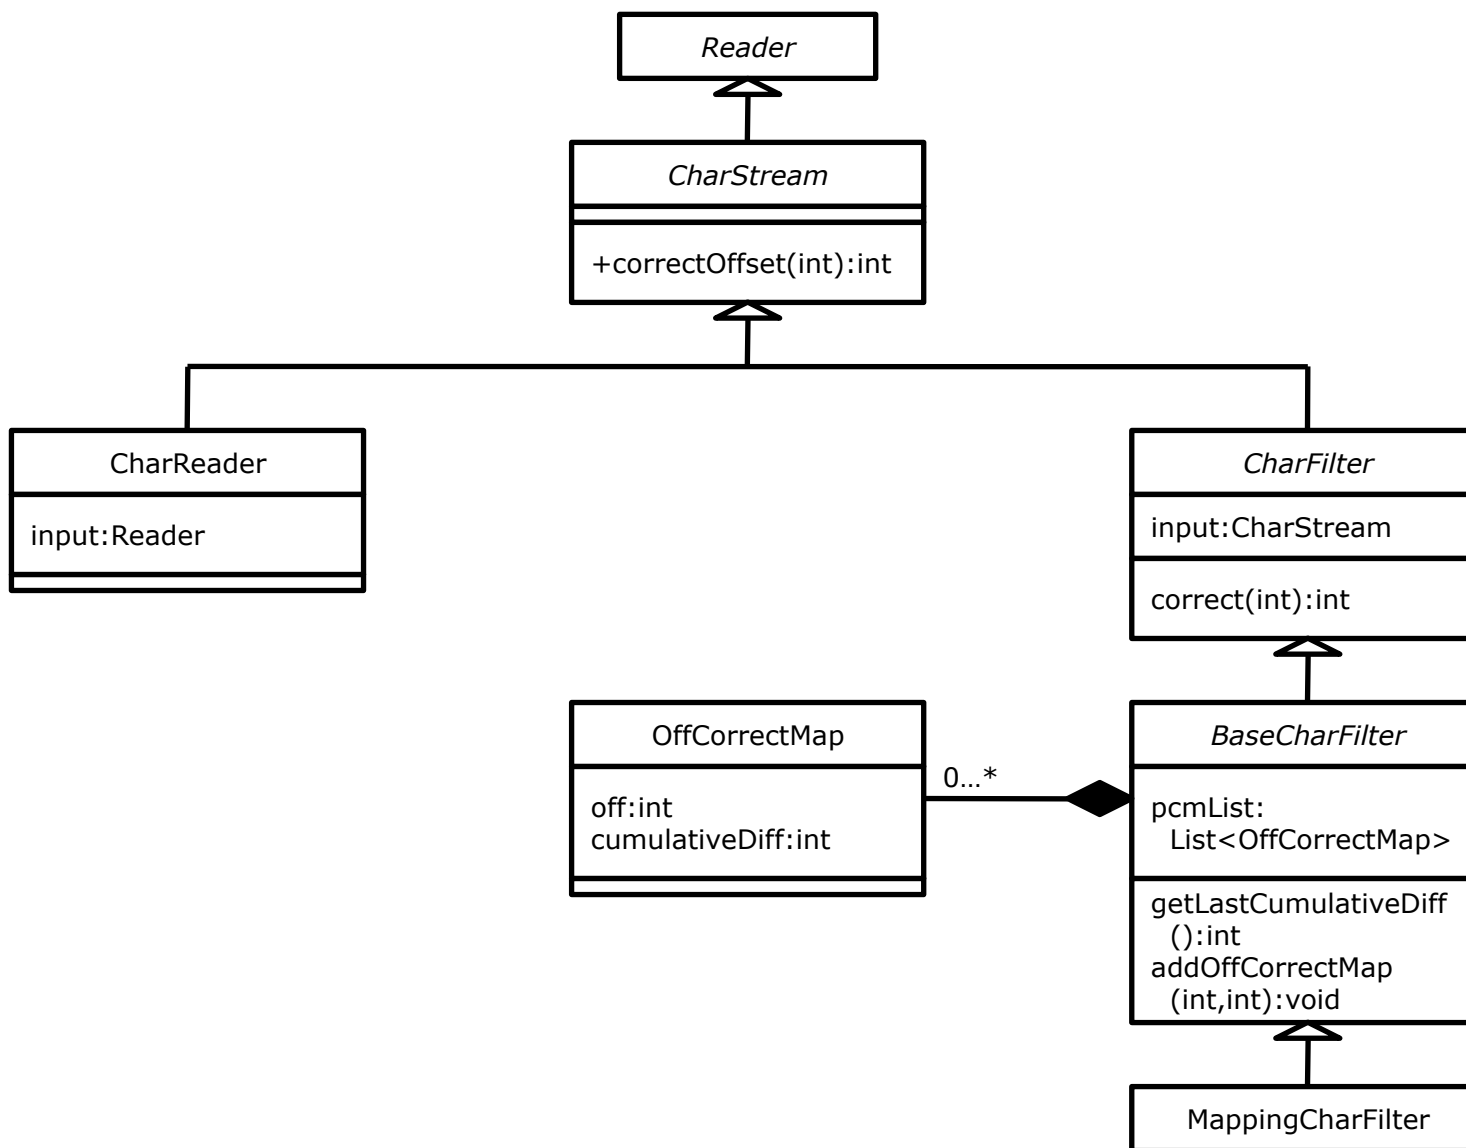 Reader
CharStream
+correctOffset(int):int
CharReader
input:Reader
CharFilter
input:CharStream
correct(int):int
OffCorrectMap
off:int
cumulativeDiff:int
0...*
BaseCharFilter
pcmList:
List<OffCorrectMap>
getLastCumulativeDiff
():int
addOffCorrectMap
(int,int):void
MappingCharFilter